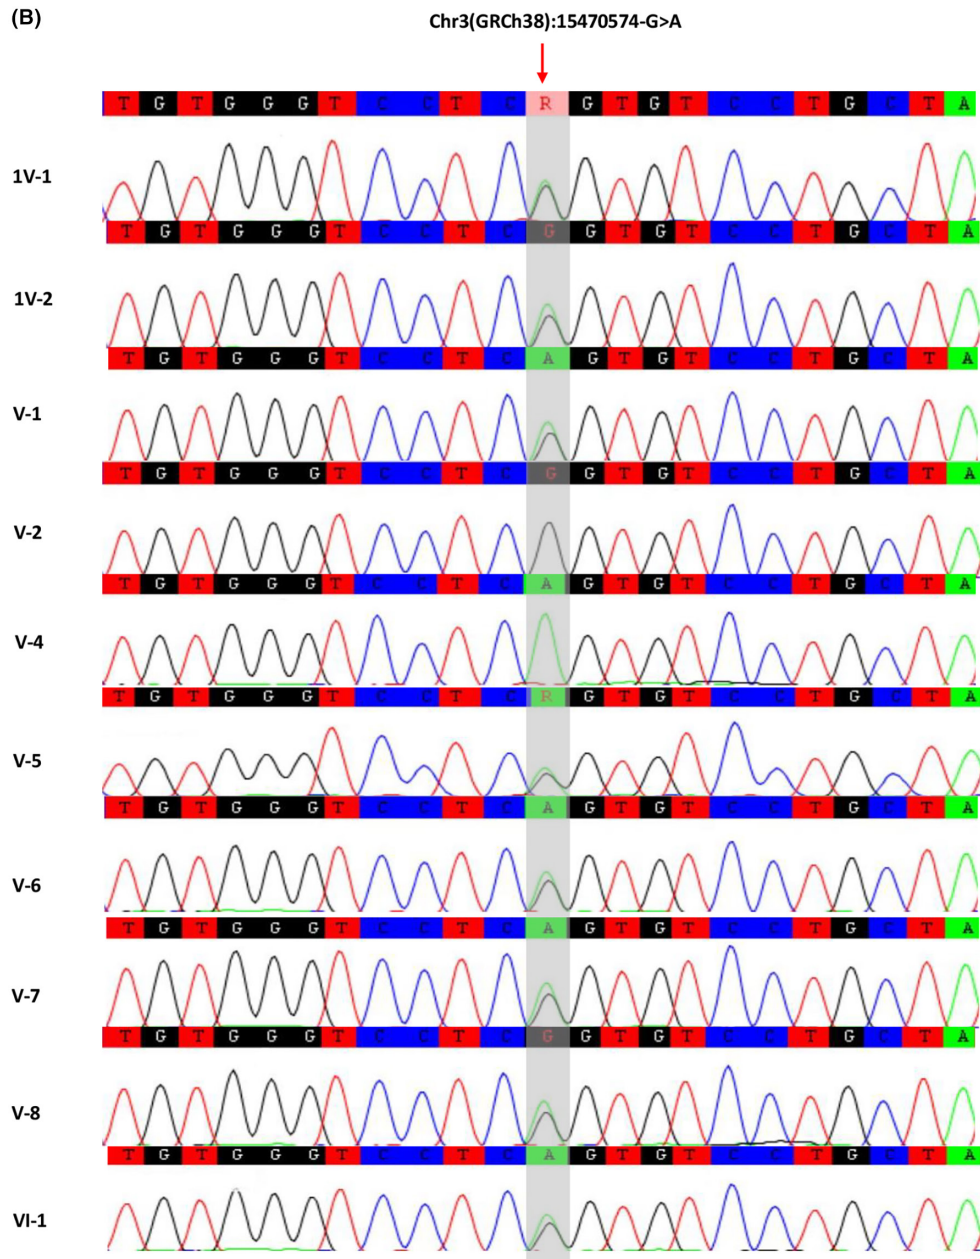 (B)
Chr3(GRCh38):15470574-G>A
T G T G G G T C C T C R G T G T C C T G C T A
1V-1
T G T G G G T C C T C G G T G T C C T G C T A
1V-2
T G T G G G T C C T C A G T G T C C T G C T A
V-1
T G T G G G T C C T C G G T G T C C T G C T A
V-2
T G T G G G T C C T C A G T G T C C T G C T A
V-4
T G T G G G T C C T C R G T G T C C T G C T A
V-5
T G T G G G T C C T C A G T G T C C T G C T A
V-6
T G T G G G T C C T C A G T G T C C T G C T A
V-7
T G T G G G T C C T C G G T G T C C T G C T A
V-8
T G T G G G T C C T C A G T G T C C T G C T A
VI-1